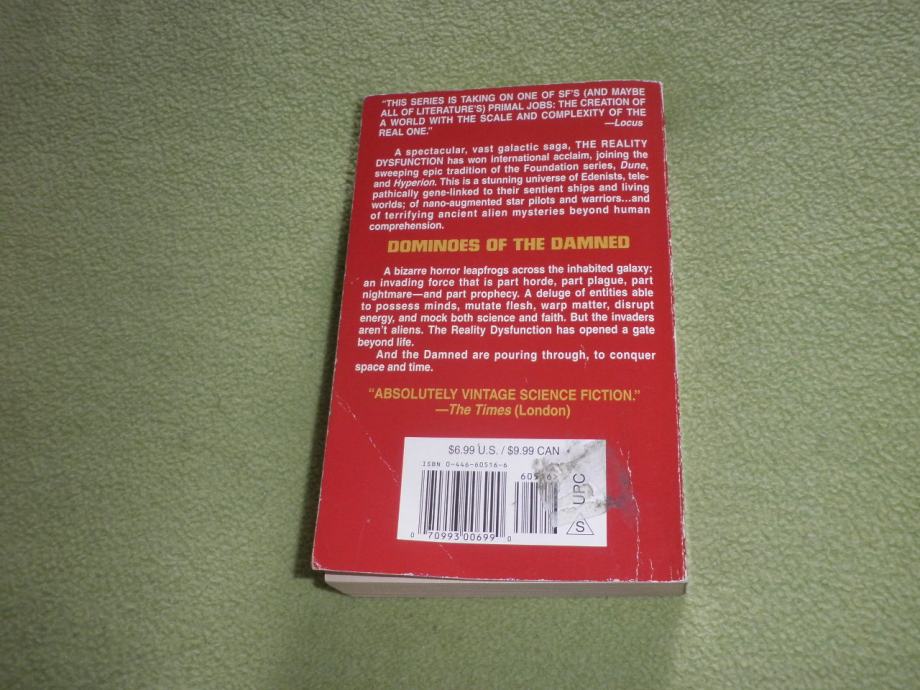 "THIS SERIES IS TAKING ON ONE OF SF'S (AND MAYBE
ALL OF LITERATURE'S) PRIMAL JOBS: THE CREATION OF
A WORLD WITH THE SCALE AND COMPLEXITY OF THE
REAL ONE."
—Locus
A spectacular, vast galactic saga, THE REALITY
DYSFUNCTION has won international acclaim, joining the
sweeping epic tradition of the Foundation series, Dune,
and Hyperion. This is a stunning universe of Edenists, tele-
pathically gene-linked to their sentient ships and living
worlds; of nano-augmented star pilots and warriors...and
of terrifying ancient alien mysteries beyond human
comprehension.
DOMINOES OF THE DAMNED
A bizarre horror leapfrogs across the inhabited galaxy:
an invading force that is part horde, part plague, part
nightmare—and part prophecy. A deluge of entities able
to possess minds, mutate flesh, warp matter, disrupt
energy, and mock both science and faith. But the invaders
aren't aliens. The Reality Dysfunction has opened a gate
beyond life.
And the Damned are pouring through, to conquer
space and time.
"ABSOLUTELY VINTAGE SCIENCE FICTION."
—The Times (London)
$6.99 U.S. / $9.99 CAN
ISBN 0-446-60516-6
0 70993 00699 0
UPC
S